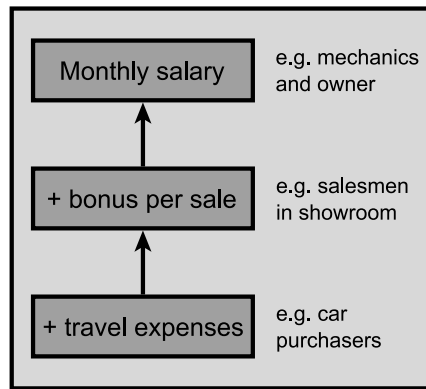 Monthly salary
e.g. mechanics
and owner
+ bonus per sale
e.g. salesmen
in showroom
+ travel expenses
e.g. car
purchasers